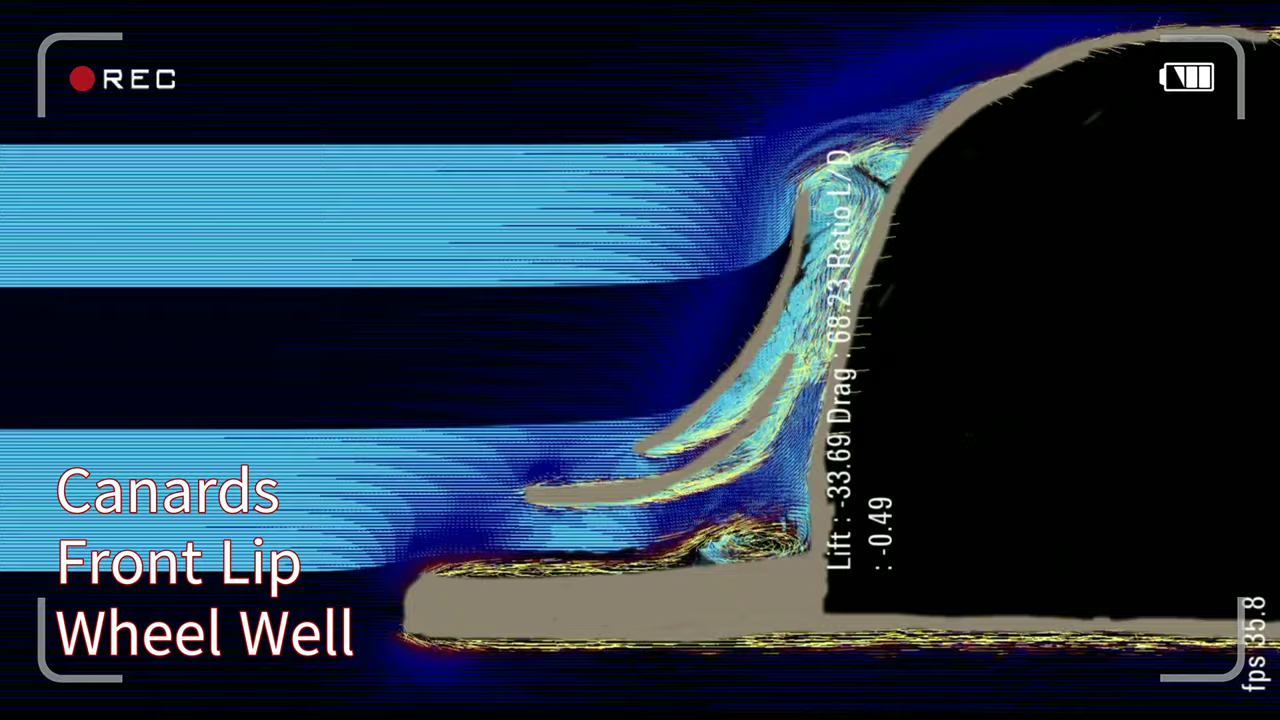 REC
Canards
Front Lip
Wheel Well
Lift : -33.69 Drag : 68.23 Ratio L/D
: -0.49
fps 35.8